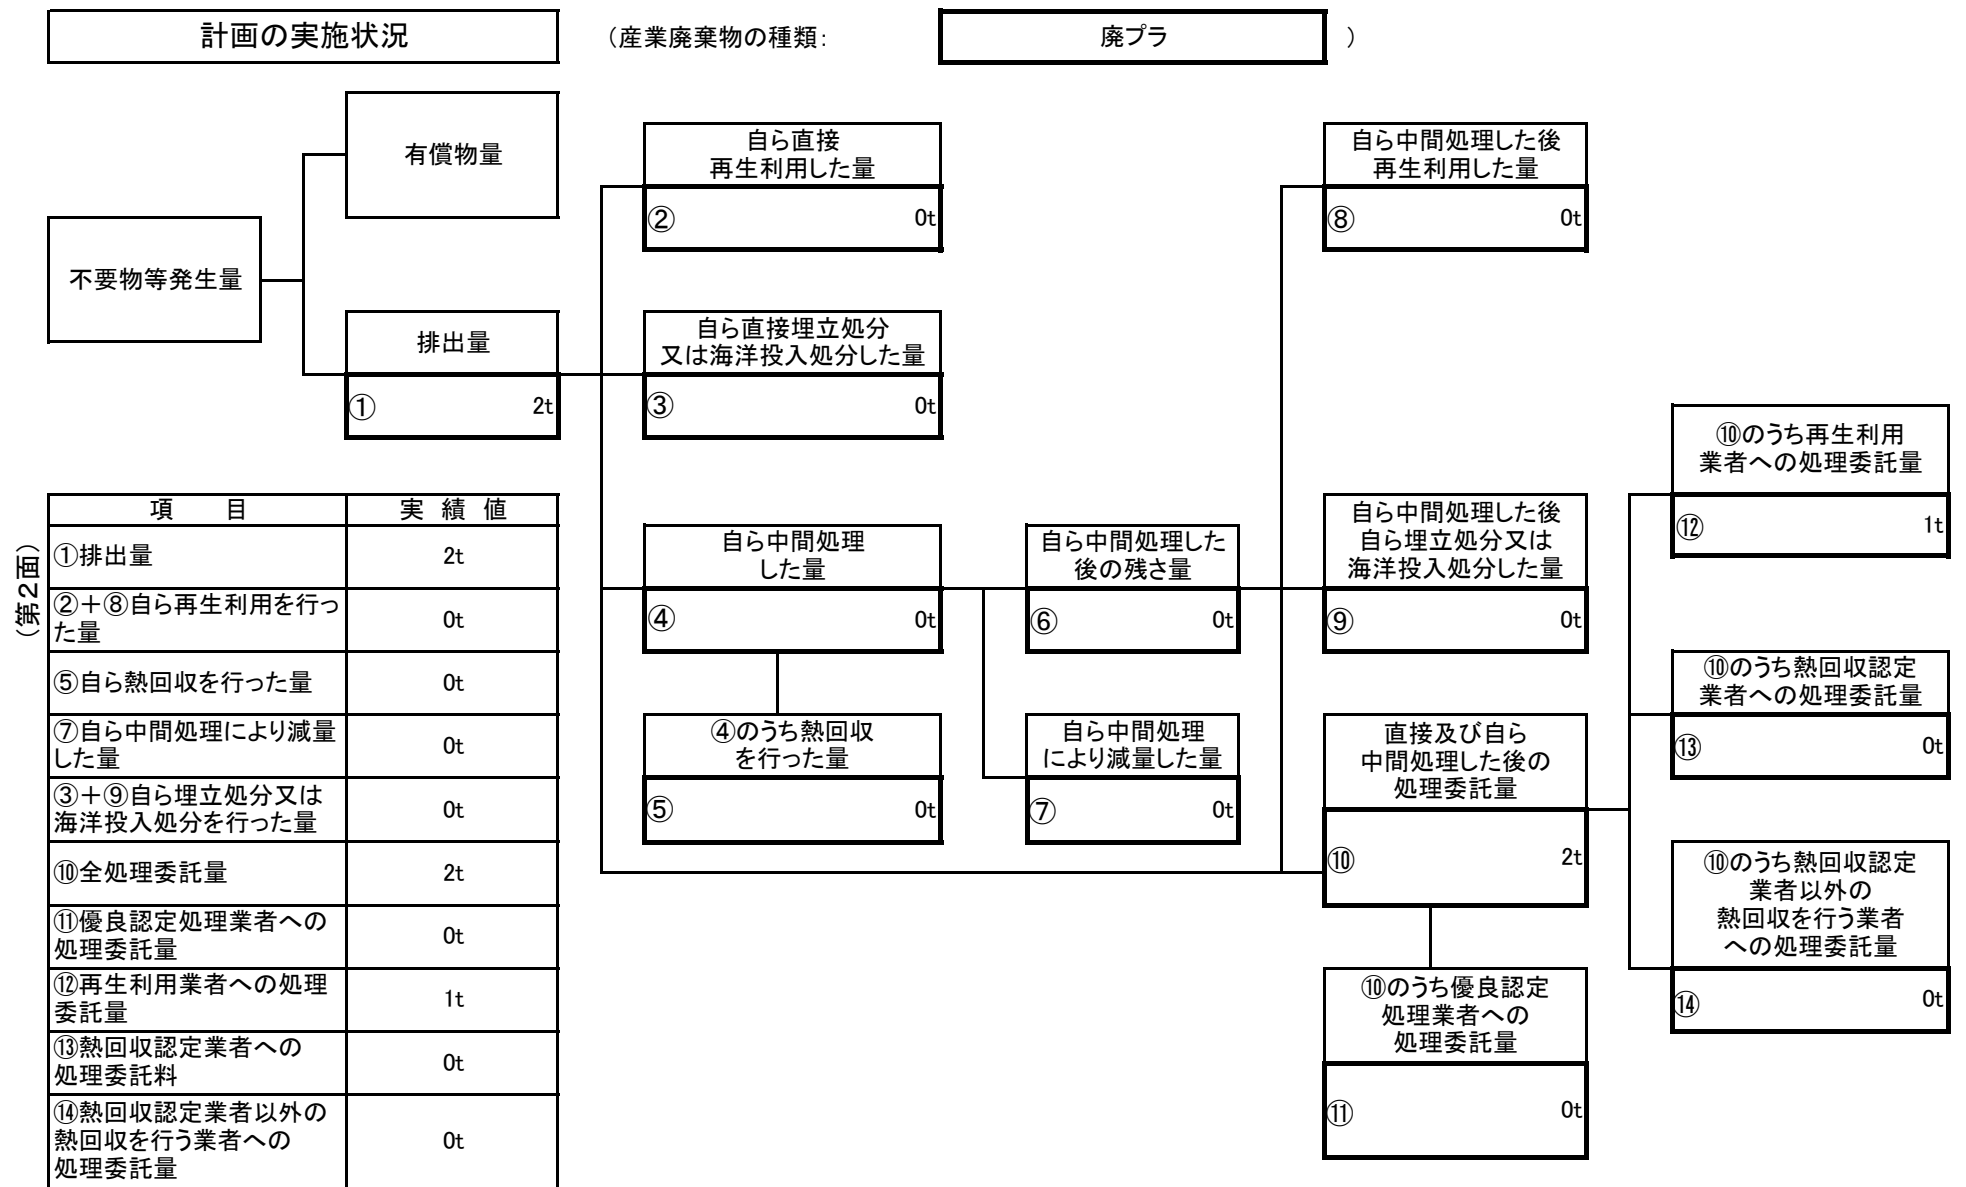 計画の実施状況
（産業廃棄物の種類：
廃プラ
）
有償物量
不要物等発生量
排出量
① 2t
自ら直接
再生利用した量
② 0t
自ら直接埋立処分
又は海洋投入処分した量
③ 0t
自ら中間処理
した量
④ 0t
④のうち熱回収
を行った量
⑤ 0t
自ら中間処理した
後の残さ量
⑥ 0t
自ら中間処理
により減量した量
⑦ 0t
自ら中間処理した後
再生利用した量
⑧ 0t
自ら中間処理した後
自ら埋立処分又は
海洋投入処分した量
⑨ 0t
直接及び自ら
中間処理した後の
処理委託量
⑩ 2t
⑩のうち優良認定
処理業者への
処理委託量
⑪ 0t
⑩のうち再生利用
業者への処理委託量
⑫ 1t
⑩のうち熱回収認定
業者への処理委託量
⑬ 0t
⑩のうち熱回収認定
業者以外の
熱回収を行う業者
への処理委託量
⑭ 0t
（第２面）
項　　目 実　績　値
①排出量 2t
②＋⑧自ら再生利用を行っ
た量 0t
⑤自ら熱回収を行った量 0t
⑦自ら中間処理により減量
した量 0t
③＋⑨自ら埋立処分又は
海洋投入処分を行った量 0t
⑩全処理委託量 2t
⑪優良認定処理業者への
処理委託量 0t
⑫再生利用業者への処理
委託量 1t
⑬熱回収認定業者への
処理委託料 0t
⑭熱回収認定業者以外の
熱回収を行う業者への
処理委託量 0t